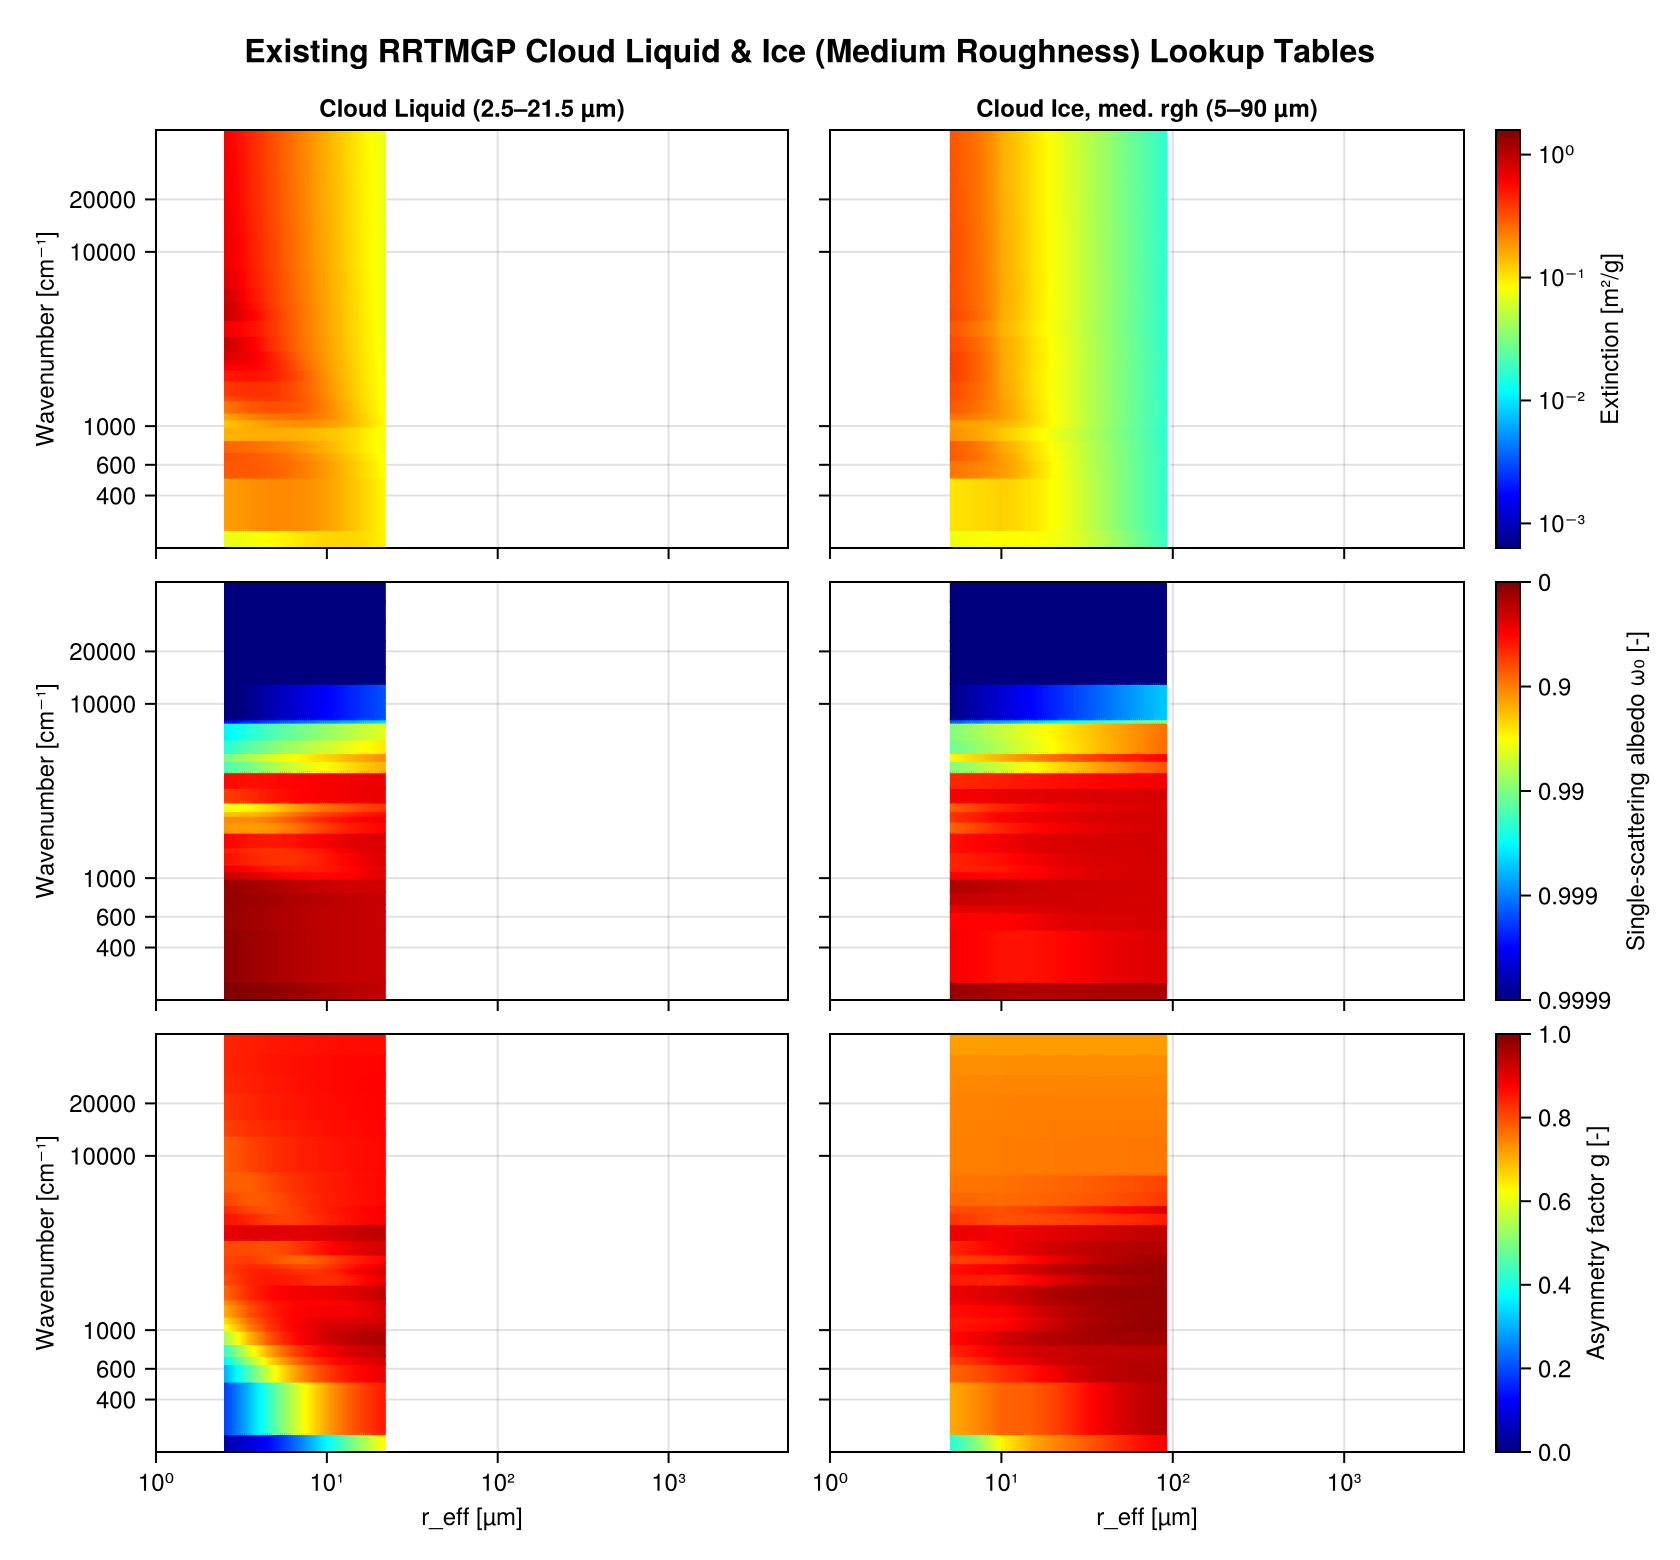 Existing RRTMGP Cloud Liquid & Ice (Medium Roughness) Lookup Tables
Cloud Liquid (2.5–21.5 µm)
Cloud Ice, med. rgh (5–90 µm)
Wavenumber [cm⁻¹]
20000
10000
1000
600
400
10⁰
10⁻¹
10⁻²
10⁻³
Extinction [m²/g]
Wavenumber [cm⁻¹]
20000
10000
1000
600
400
0
0.9
0.99
0.999
0.9999
Single-scattering albedo ω₀ [-]
Wavenumber [cm⁻¹]
20000
10000
1000
600
400
1.0
0.8
0.6
0.4
0.2
0.0
Asymmetry factor g [-]
10⁰ 10¹ 10² 10³
10⁰ 10¹ 10² 10³
r_eff [µm]
r_eff [µm]